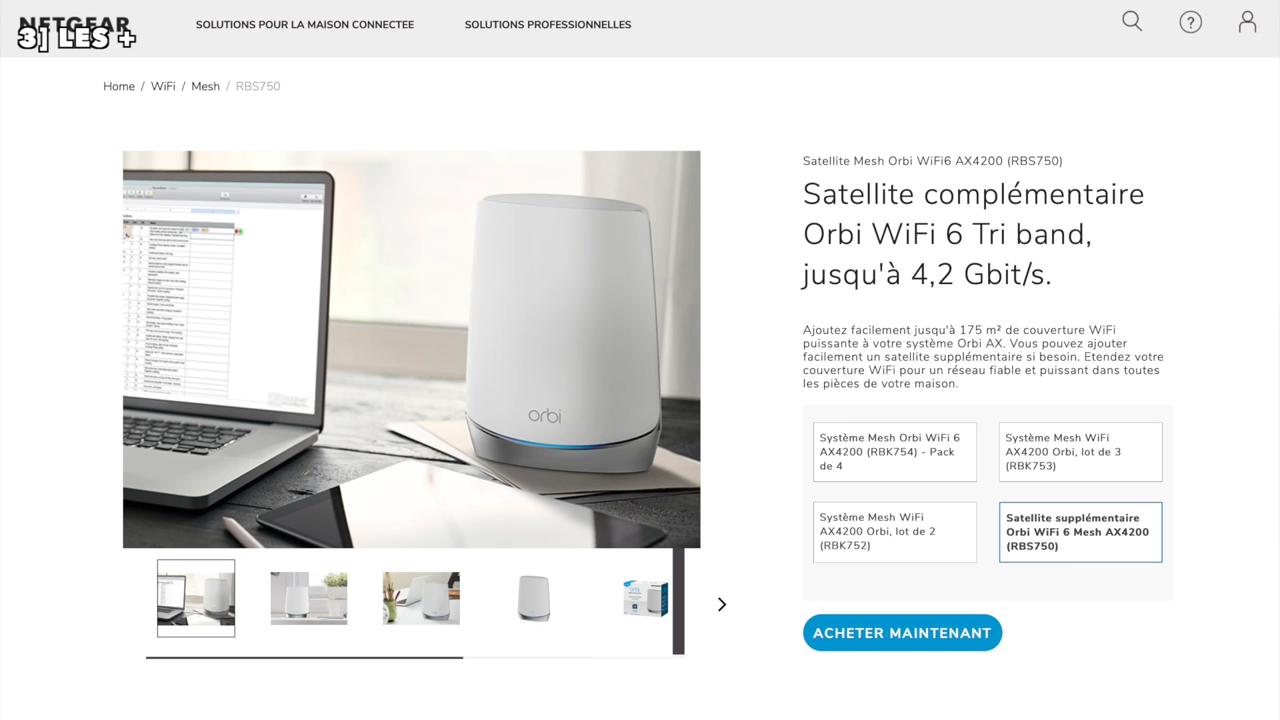 NETGEAR
3] LES +
SOLUTIONS POUR LA MAISON CONNECTEE
SOLUTIONS PROFESSIONNELLES
?
Home / WiFi / Mesh / RBS750
orbi
Satellite Mesh Orbi WiFi6 AX4200 (RBS750)
Satellite complémentaire
Orbi WiFi 6 Tri band,
jusqu'à 4,2 Gbit/s.
Ajoutez facilement jusqu'à 175 m² de couverture WiFi
puissante à votre système Orbi AX. Vous pouvez ajouter
facilement un satellite supplémentaire si besoin. Etendez votre
couverture WiFi pour un réseau fiable et puissant dans toutes
les pièces de votre maison.
Système Mesh Orbi WiFi 6
AX4200 (RBK754) - Pack
de 4
Système Mesh WiFi
AX4200 Orbi, lot de 3
(RBK753)
Système Mesh WiFi
AX4200 Orbi, lot de 2
(RBK752)
Satellite supplémentaire
Orbi WiFi 6 Mesh AX4200
(RBS750)
ACHETER MAINTENANT